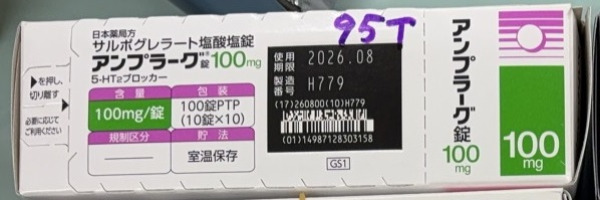 95T
日本薬局方
サルポグレラート塩酸塩錠
アンプラーグ錠100mg
5-HT2ブロッカー
含量
包装
100mg/錠
100錠PTP
(10錠×10)
規制区分
貯法
室温保存
▶を押し、
切り離す
必要に応じて
ご利用ください
使用
期限
2026.08
製造
番号
H779
(17)260800(10)H779
(01)14987128303158
GS1
アンプラーグ錠
100
mg
100
mg